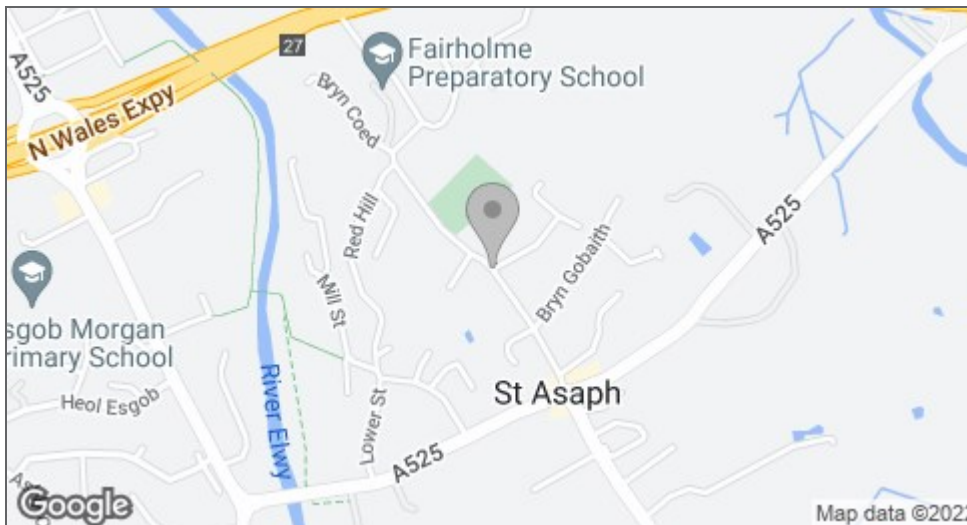 A525
N Wales Expy
27
Fairholme
Preparatory School
Bryn Coed
Red Hill
Mill St
Bryn Gobaith
A525
sgob Morgan
rimary School
Heol Esgob
River Elwy
Lower St
St Asaph
A525
As
Google
Map data ©2022